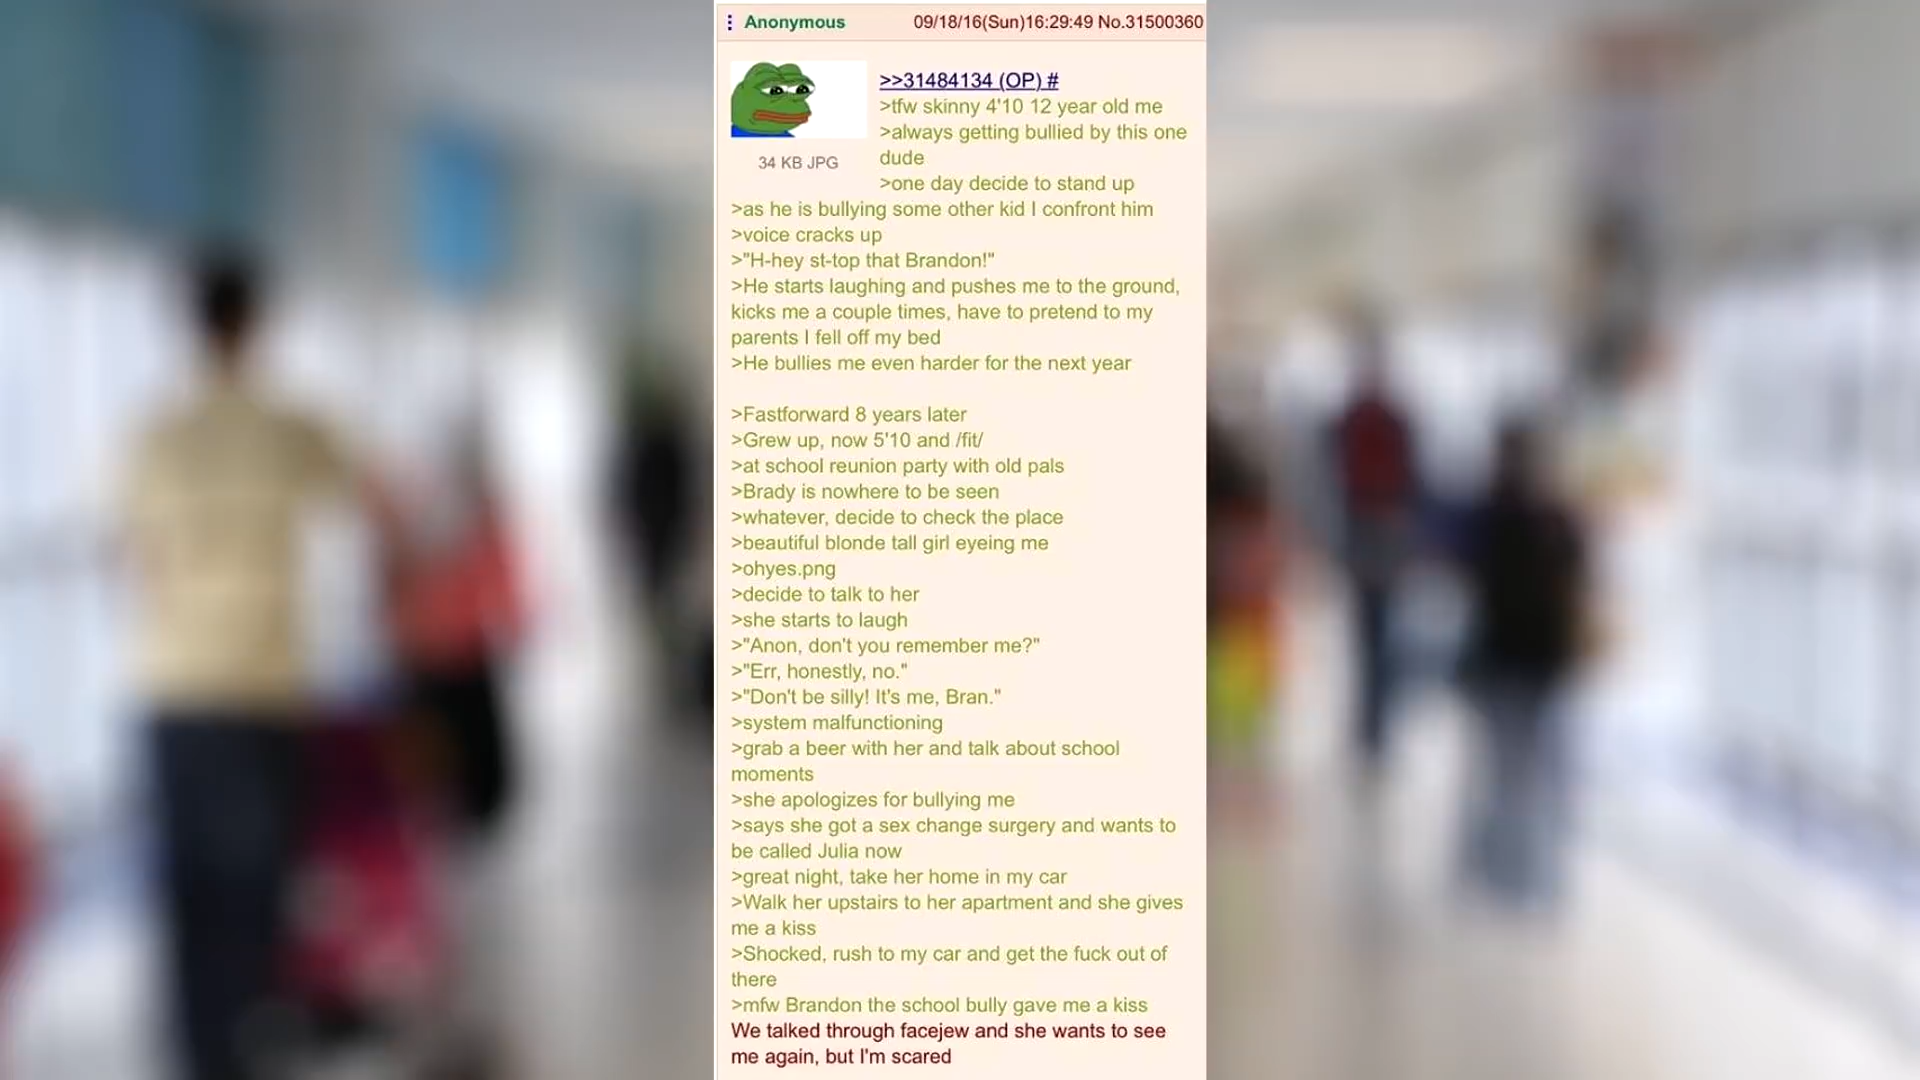 Anonymous 09/18/16(Sun)16:29:49 No.31500360
>>31484134 (OP) #
>tfw skinny 4'10 12 year old me
>always getting bullied by this one
dude
34 KB JPG
>one day decide to stand up
>as he is bullying some other kid I confront him
>voice cracks up
>"H-hey st-top that Brandon!"
>He starts laughing and pushes me to the ground,
kicks me a couple times, have to pretend to my
parents I fell off my bed
>He bullies me even harder for the next year
>Fastforward 8 years later
>Grew up, now 5'10 and /fit/
>at school reunion party with old pals
>Brady is nowhere to be seen
>whatever, decide to check the place
>beautiful blonde tall girl eyeing me
>ohyes.png
>decide to talk to her
>she starts to laugh
>"Anon, don't you remember me?"
>"Err, honestly, no."
>"Don't be silly! It's me, Bran."
>system malfunctioning
>grab a beer with her and talk about school
moments
>she apologizes for bullying me
>says she got a sex change surgery and wants to
be called Julia now
>great night, take her home in my car
>Walk her upstairs to her apartment and she gives
me a kiss
>Shocked, rush to my car and get the fuck out of
there
>mfw Brandon the school bully gave me a kiss
We talked through facejew and she wants to see
me again, but I'm scared